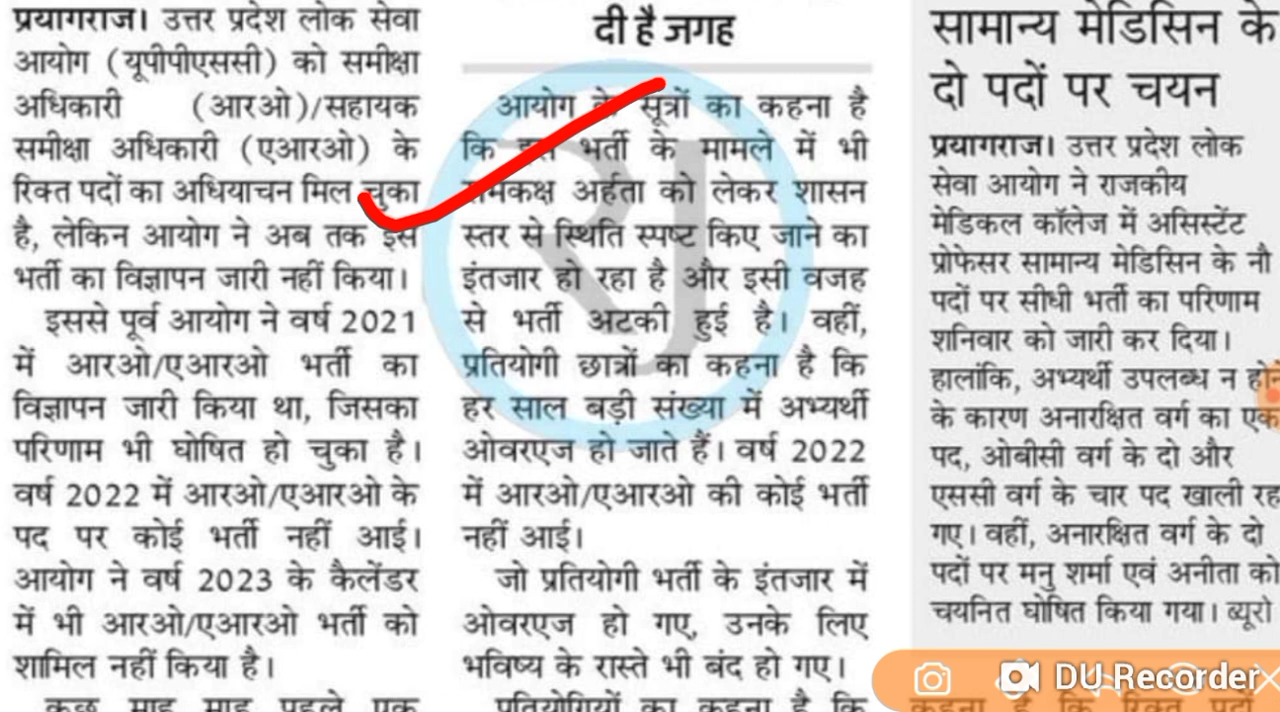 प्रयागराज। उत्तर प्रदेश लोक सेवा
आयोग (यूपीपीएससी) को समीक्षा
अधिकारी (आरओ)/सहायक
समीक्षा अधिकारी (एआरओ) के
रिक्त पदों का अधियाचन मिल चुका
है, लेकिन आयोग ने अब तक इस
भर्ती का विज्ञापन जारी नहीं किया।
इससे पूर्व आयोग ने वर्ष 2021
में आरओ/एआरओ भर्ती का
विज्ञापन जारी किया था, जिसका
परिणाम भी घोषित हो चुका है।
वर्ष 2022 में आरओ/एआरओ के
पद पर कोई भर्ती नहीं आई।
आयोग ने वर्ष 2023 के कैलेंडर
में भी आरओ/एआरओ भर्ती को
शामिल नहीं किया है।
कुछ माह माह पहले एक
दी है जगह
आयोग के सूत्रों का कहना है
कि इस भर्ती के मामले में भी
समकक्ष अर्हता को लेकर शासन
स्तर से स्थिति स्पष्ट किए जाने का
इंतजार हो रहा है और इसी वजह
से भर्ती अटकी हुई है। वहीं,
प्रतियोगी छात्रों का कहना है कि
हर साल बड़ी संख्या में अभ्यर्थी
ओवरएज हो जाते हैं। वर्ष 2022
में आरओ/एआरओ की कोई भर्ती
नहीं आई।
जो प्रतियोगी भर्ती के इंतजार में
ओवरएज हो गए, उनके लिए
भविष्य के रास्ते भी बंद हो गए।
प्रतियोगियों का कहना है कि
सामान्य मेडिसिन के
दो पदों पर चयन
प्रयागराज। उत्तर प्रदेश लोक
सेवा आयोग ने राजकीय
मेडिकल कॉलेज में असिस्टेंट
प्रोफेसर सामान्य मेडिसिन के नौ
पदों पर सीधी भर्ती का परिणाम
शनिवार को जारी कर दिया।
हालांकि, अभ्यर्थी उपलब्ध न होने
के कारण अनारक्षित वर्ग का एक
पद, ओबीसी वर्ग के दो और
एससी वर्ग के चार पद खाली रह
गए। वहीं, अनारक्षित वर्ग के दो
पदों पर मनु शर्मा एवं अनीता को
चयनित घोषित किया गया। ब्यूरो
DU Recorder
कहना है कि रिक्त पदों